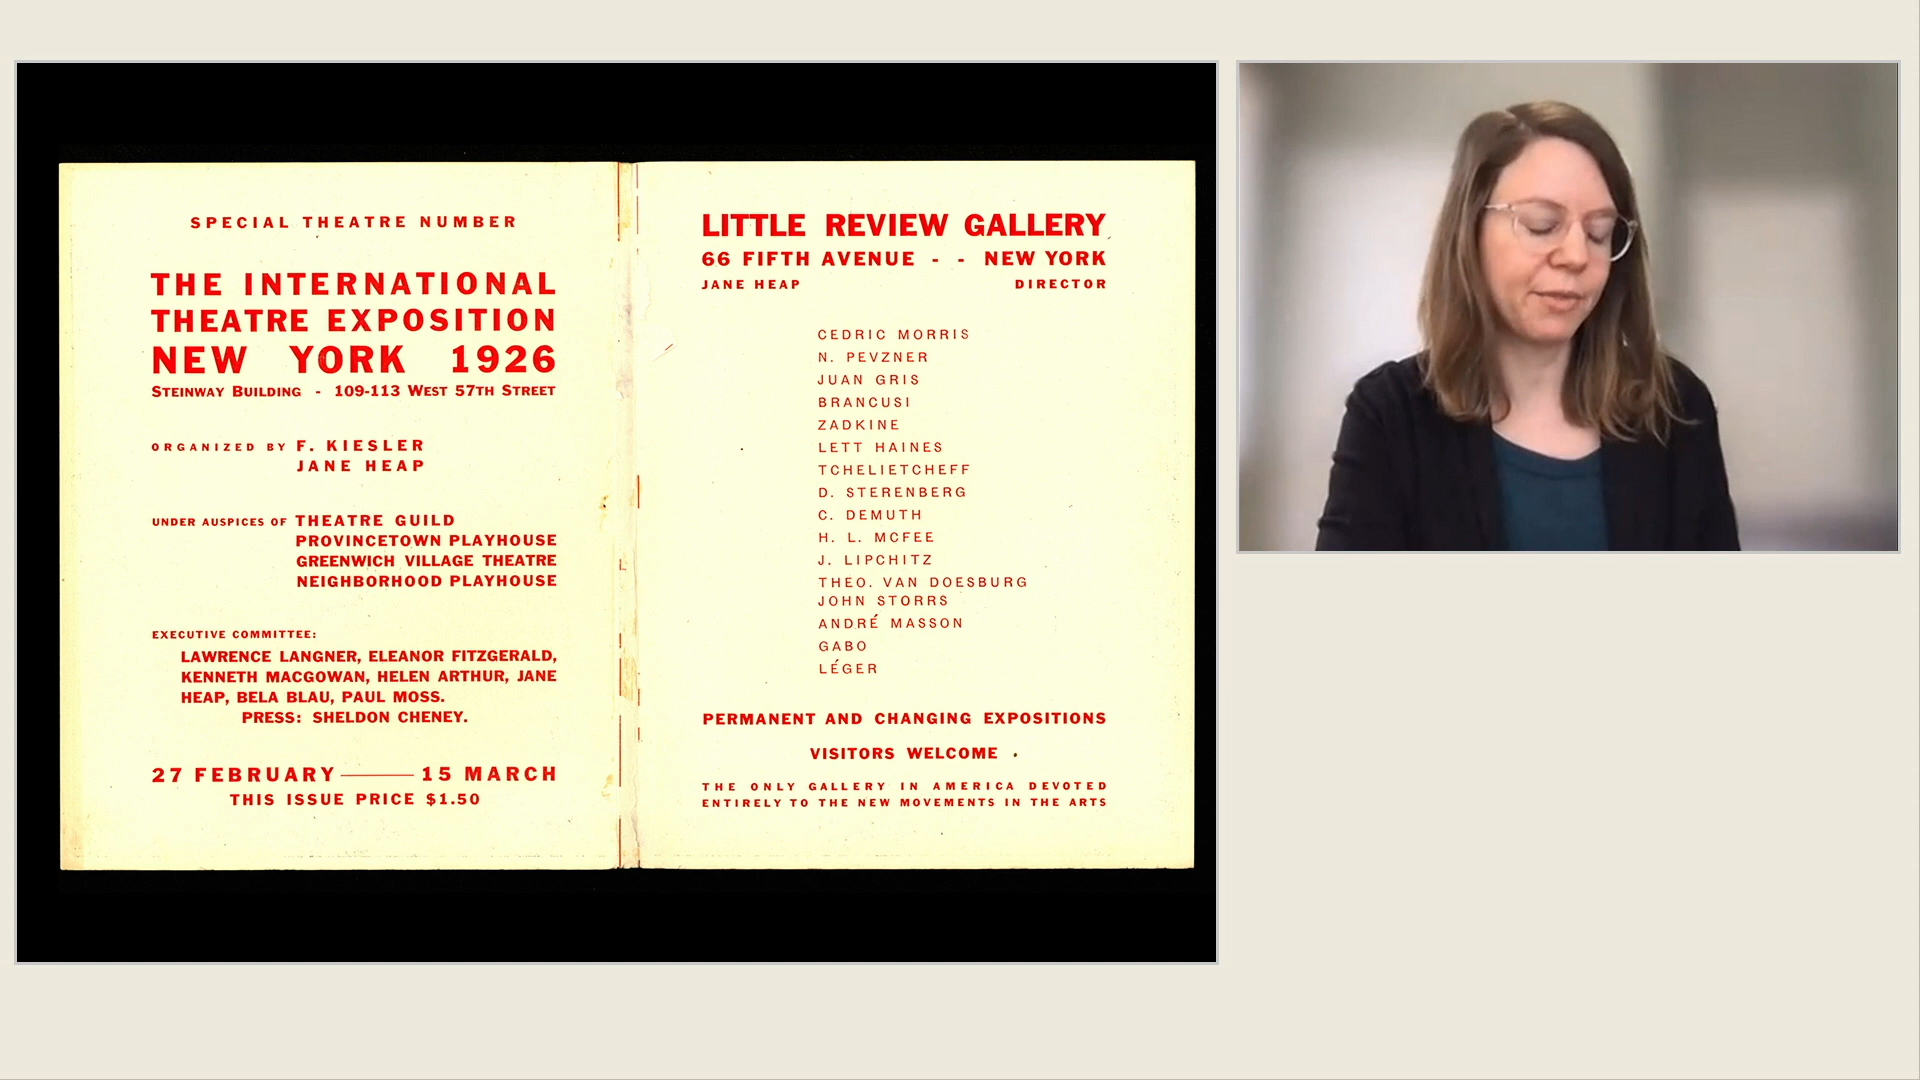 SPECIAL THEATRE NUMBER
THE INTERNATIONAL
THEATRE EXPOSITION
NEW YORK 1926
STEINWAY BUILDING - 109-113 WEST 57TH STREET
ORGANIZED BY F. KIESLER
JANE HEAP
UNDER AUSPICES OF THEATRE GUILD
PROVINCETOWN PLAYHOUSE
GREENWICH VILLAGE THEATRE
NEIGHBORHOOD PLAYHOUSE
EXECUTIVE COMMITTEE:
LAWRENCE LANGNER, ELEANOR FITZGERALD,
KENNETH MACGOWAN, HELEN ARTHUR, JANE
HEAP, BELA BLAU, PAUL MOSS.
PRESS: SHELDON CHENEY.
27 FEBRUARY — 15 MARCH
THIS ISSUE PRICE $1.50
LITTLE REVIEW GALLERY
66 FIFTH AVENUE - - NEW YORK
JANE HEAP DIRECTOR
CEDRIC MORRIS
N. PEVZNER
JUAN GRIS
BRANCUSI
ZADKINE
LETT HAINES
TCHELIETCHEFF
D. STERENBERG
C. DEMUTH
H. L. MCFEE
J. LIPCHITZ
THEO. VAN DOESBURG
JOHN STORRS
ANDRÉ MASSON
GABO
LÉGER
PERMANENT AND CHANGING EXPOSITIONS
VISITORS WELCOME .
THE ONLY GALLERY IN AMERICA DEVOTED
ENTIRELY TO THE NEW MOVEMENTS IN THE ARTS